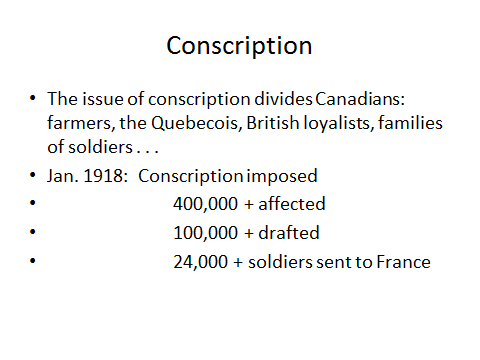 Conscription
• The issue of conscription divides Canadians:
farmers, the Quebecois, British loyalists, families
of soldiers . . .
• Jan. 1918:  Conscription imposed
• 400,000 + affected
• 100,000 + drafted
• 24,000 + soldiers sent to France